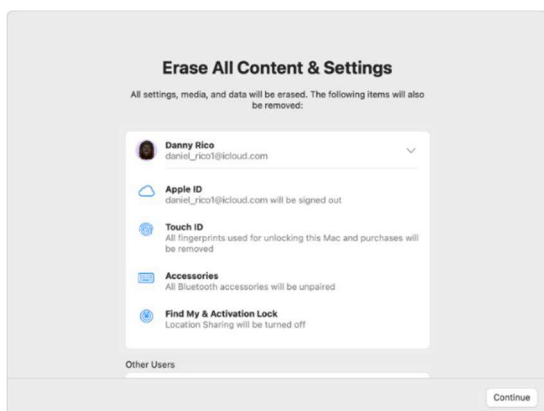 Erase All Content & Settings
All settings, media, and data will be erased. The following items will also
be removed:
Danny Rico
daniel_rico1@icloud.com
Apple ID
daniel_rico1@icloud.com will be signed out
Touch ID
All fingerprints used for unlocking this Mac and purchases will
be removed
Accessories
All Bluetooth accessories will be unpaired
Find My & Activation Lock
Location Sharing will be turned off
Other Users
Continue